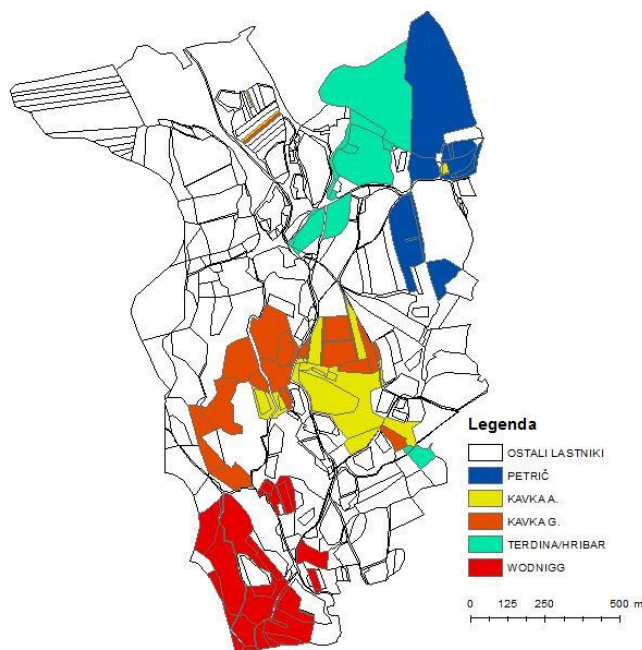 Legenda
OSTALI LASTNIKI
PETRIČ
KAVKA A.
KAVKA G.
TERDINA/HRIBAR
WODNIGG
0 125 250 500 m